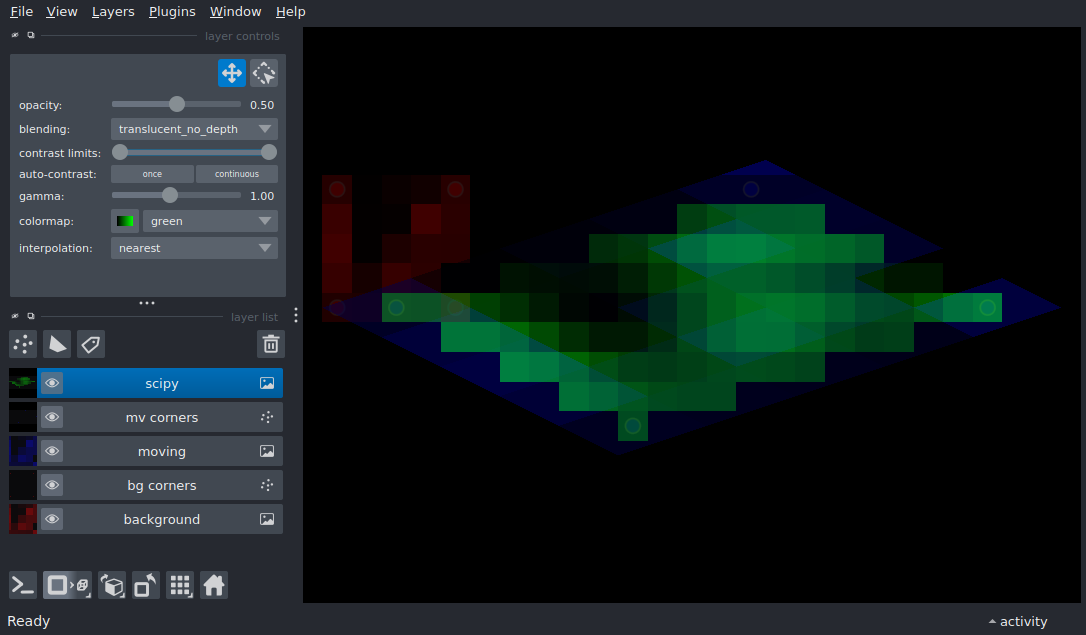 File View Layers Plugins Window Help
layer controls
opacity: 0.50
blending: translucent_no_depth
contrast limits:
auto-contrast: once continuous
gamma: 1.00
colormap: green
interpolation: nearest
layer list
scipy
mv corners
moving
bg corners
background
Ready activity